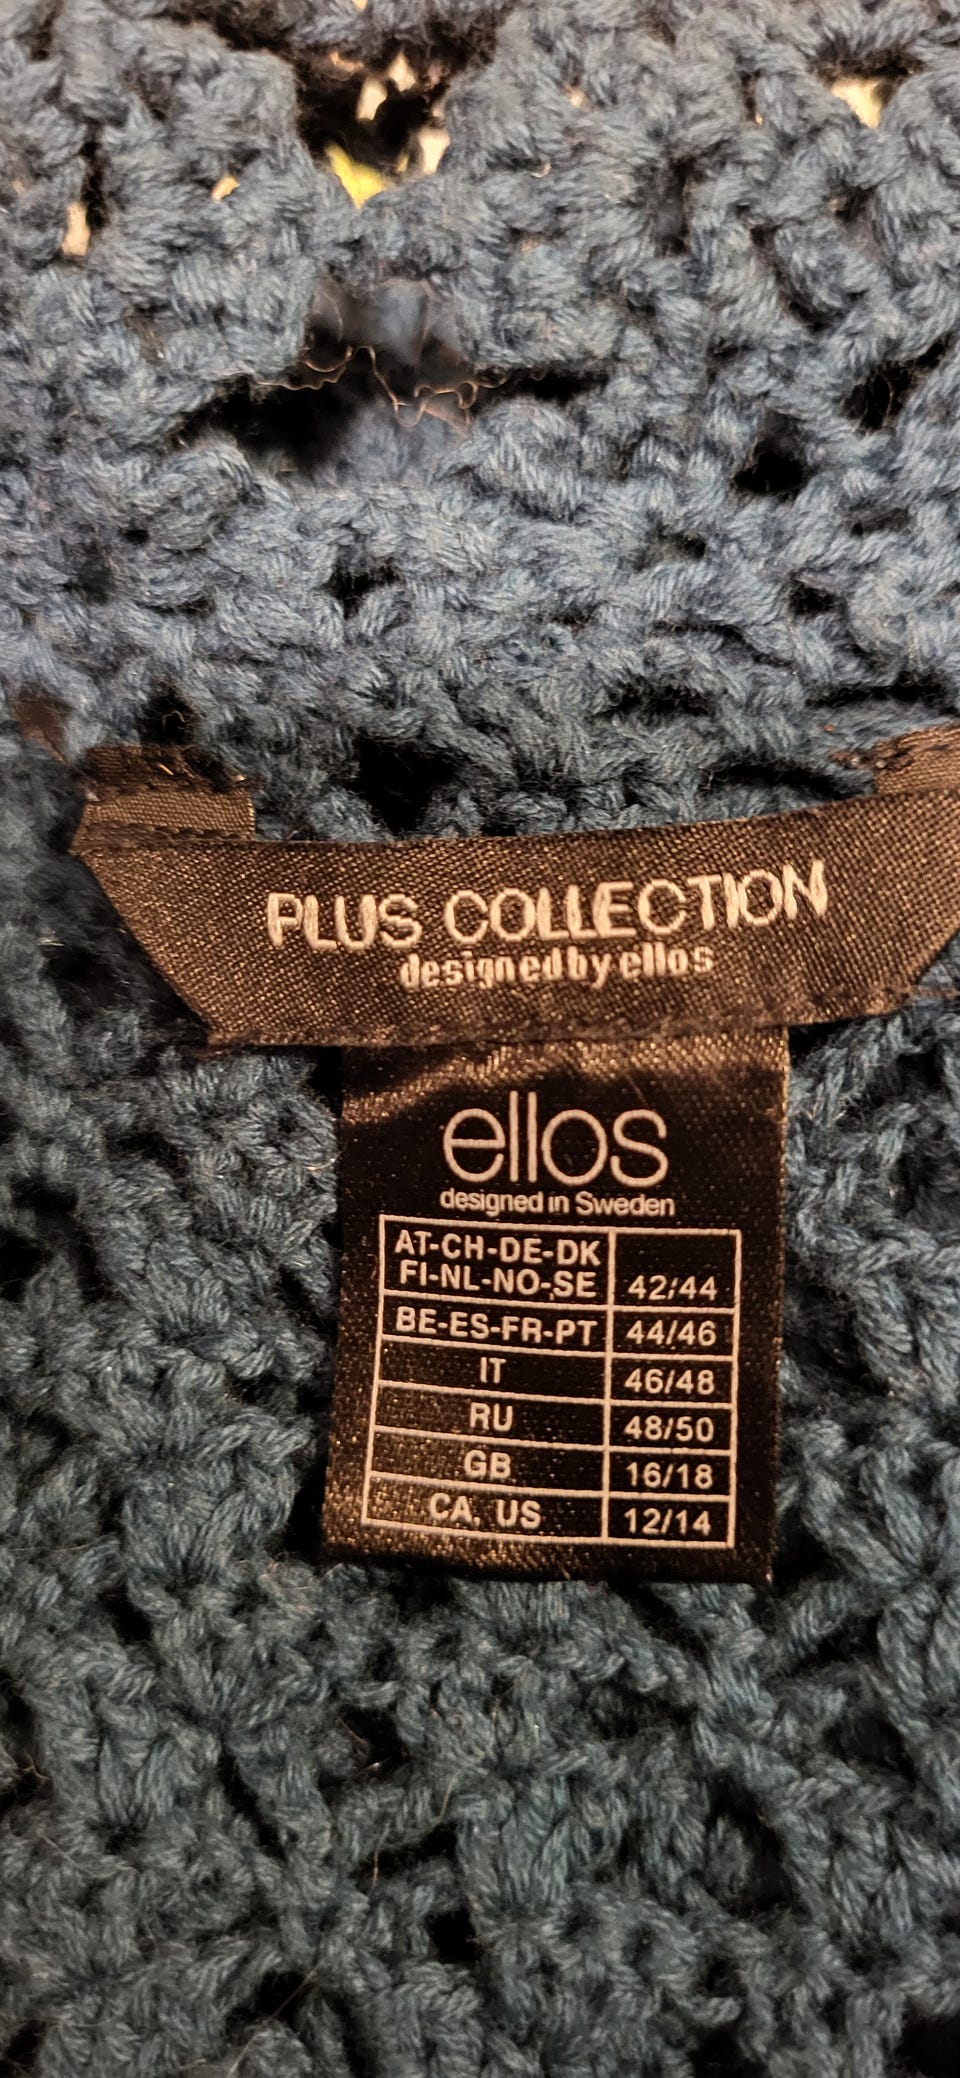 PLUS COLLECTION
designed by ellos
ellos
designed in Sweden
AT-CH-DE-DK
FI-NL-NO-SE 42/44
BE-ES-FR-PT 44/46
IT 46/48
RU 48/50
GB 16/18
CA. US 12/14